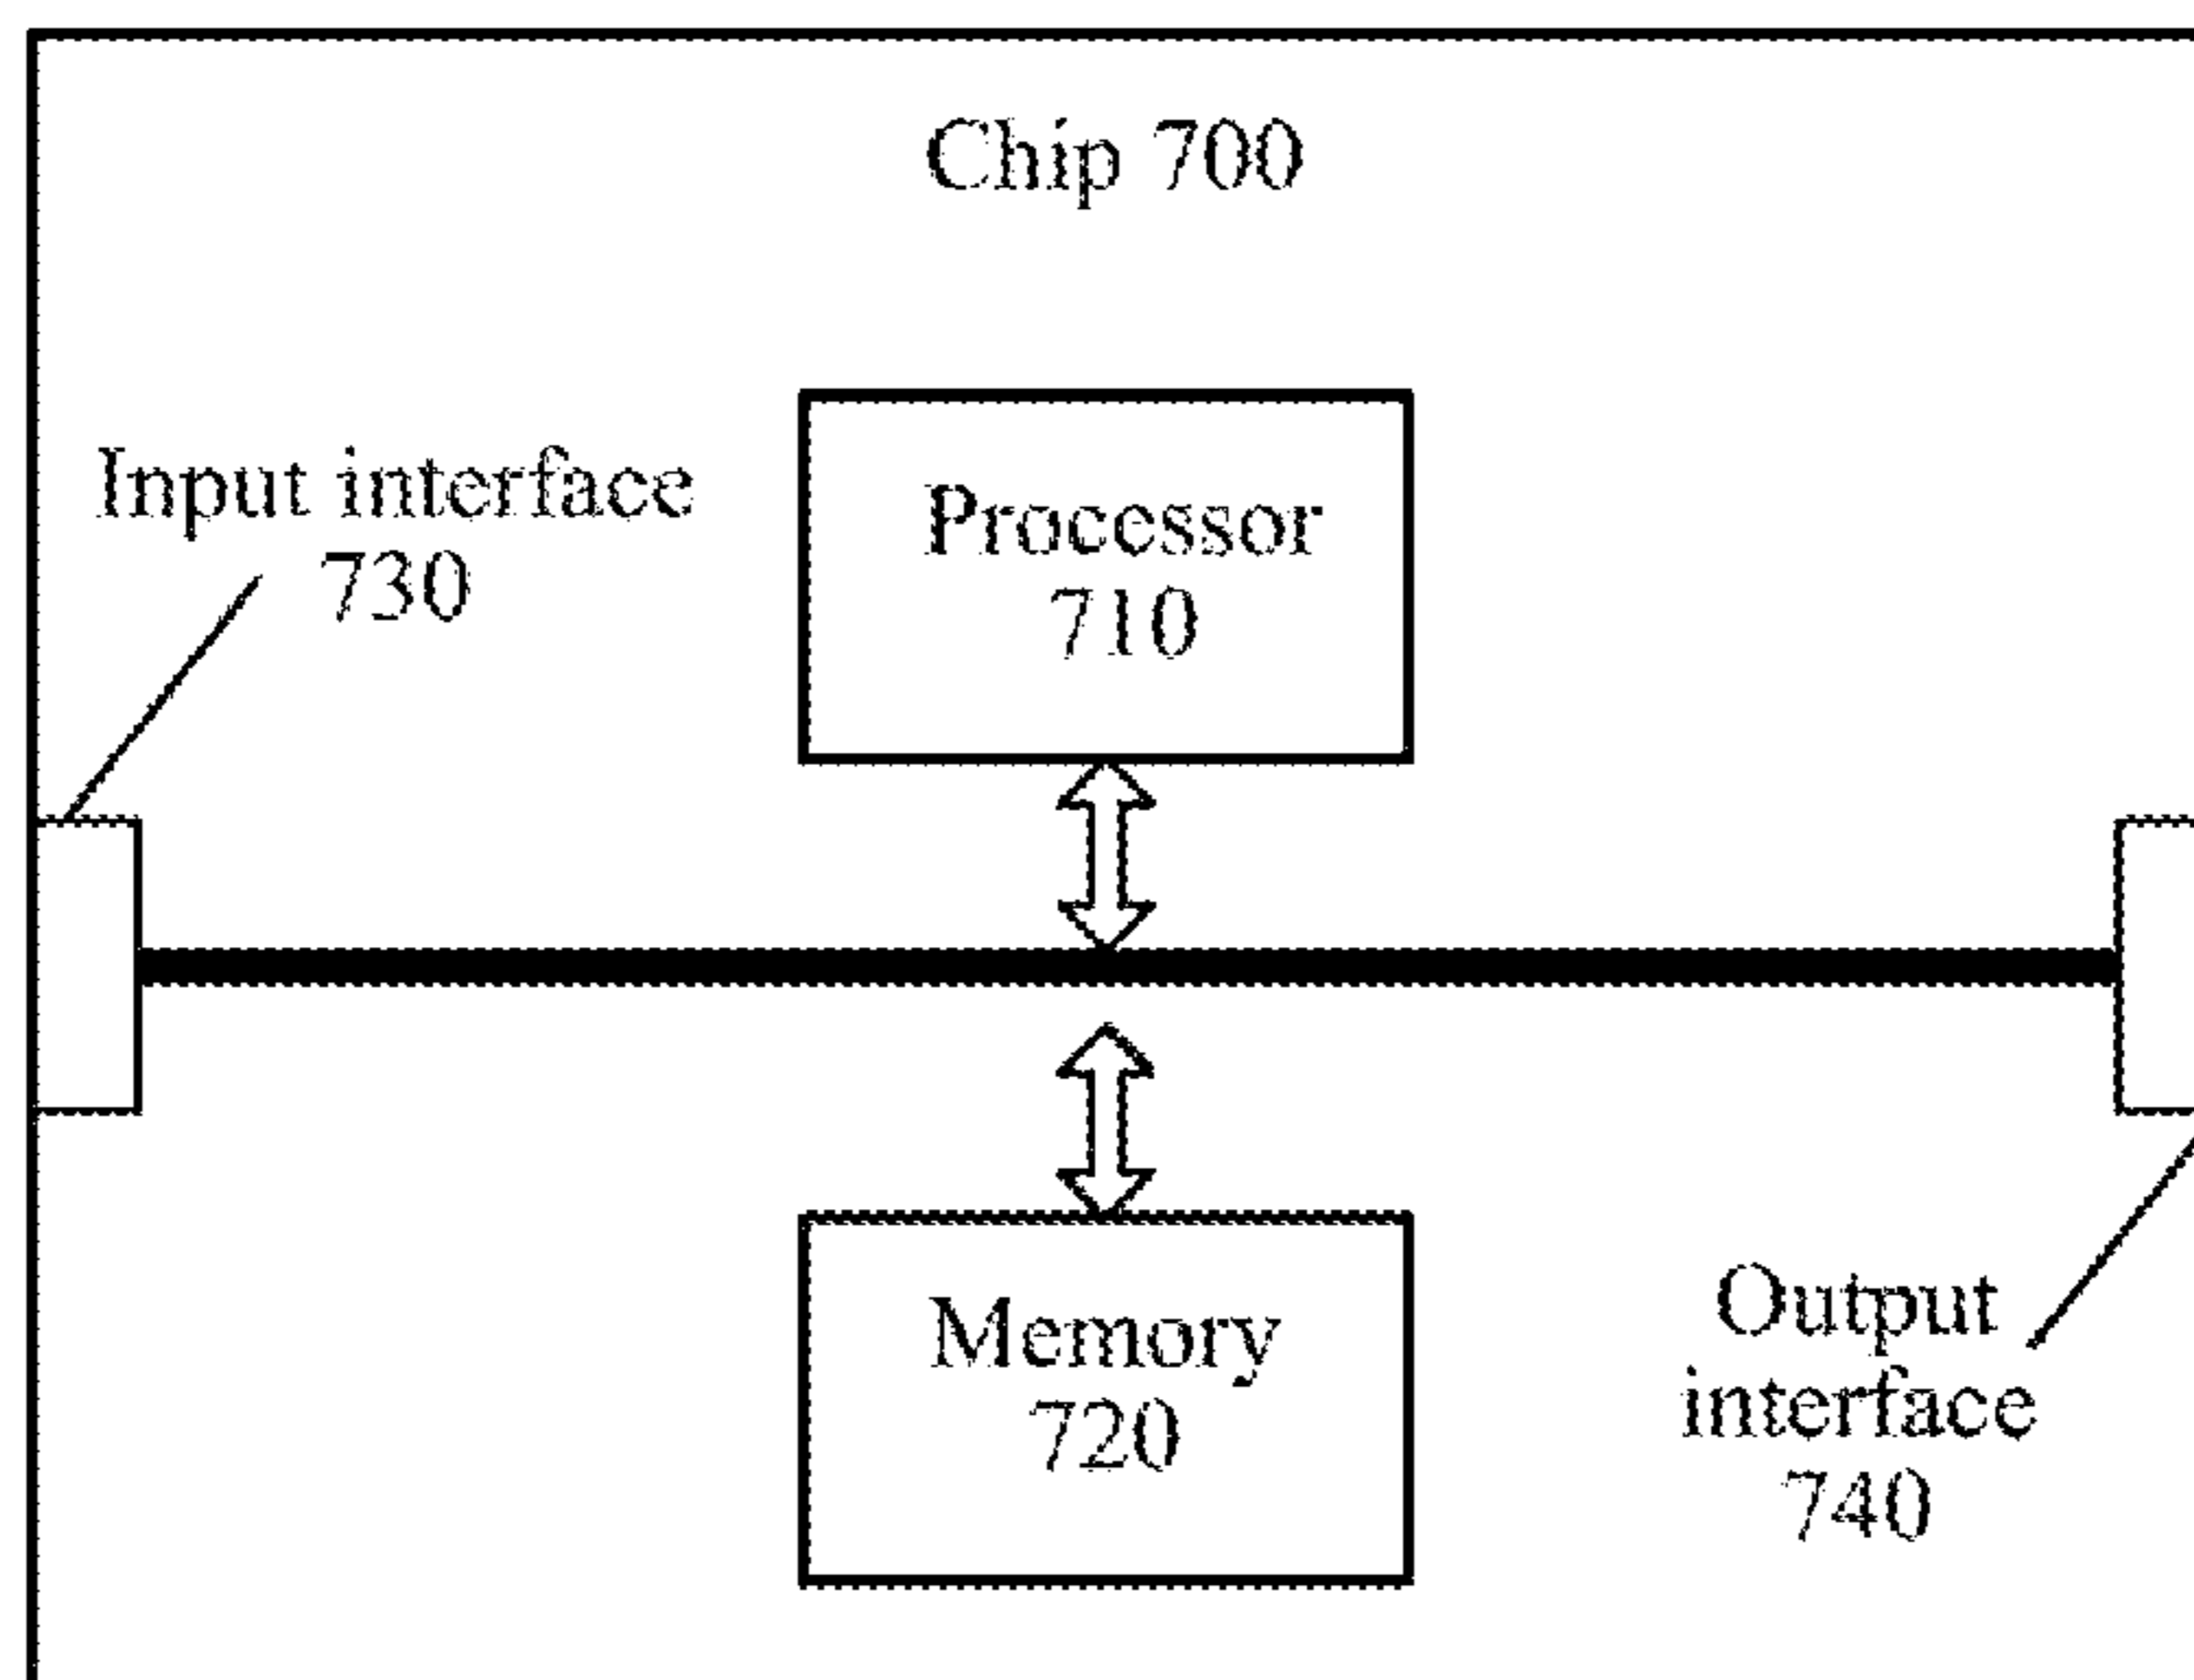 Chip 700
Input interface
730
Processor
710
Memory
720
Output
interface
740